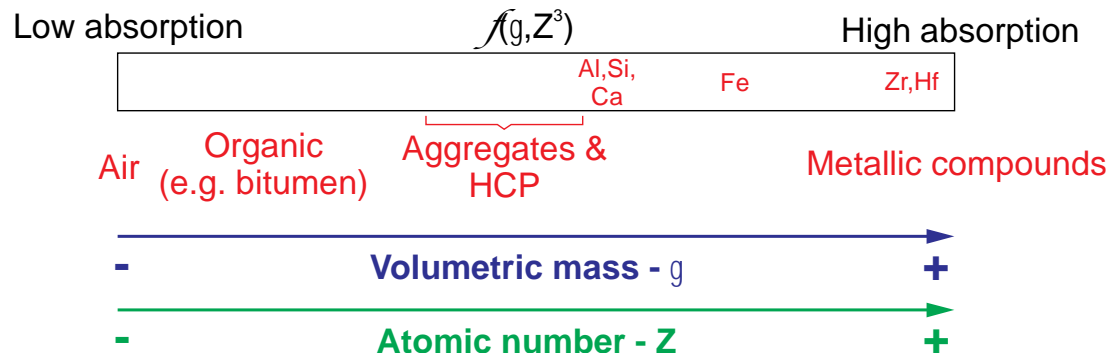 Low absorption
f(g,Z³)
High absorption
Al,Si,
Ca
Fe
Zr,Hf
Air
Organic
(e.g. bitumen)
Aggregates &
HCP
Metallic compounds
- Volumetric mass - g +
- Atomic number - Z +